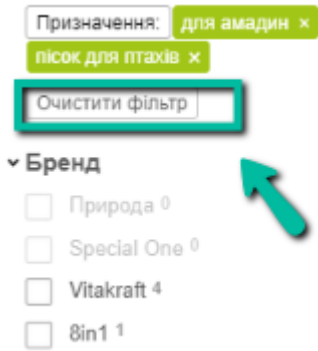 Призначення: для амадин ×
пісок для птахів ×
Очистити фільтр
Бренд
Природа 0
Special One 0
Vitakraft 4
8in1 1